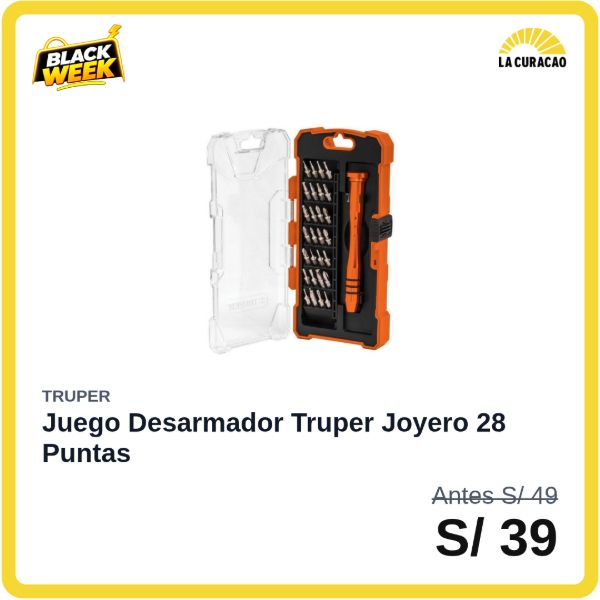 BLACK
WEEK
LA CURACAO
TRUPER
Juego Desarmador Truper Joyero 28
Puntas
Antes S/ 49
S/ 39